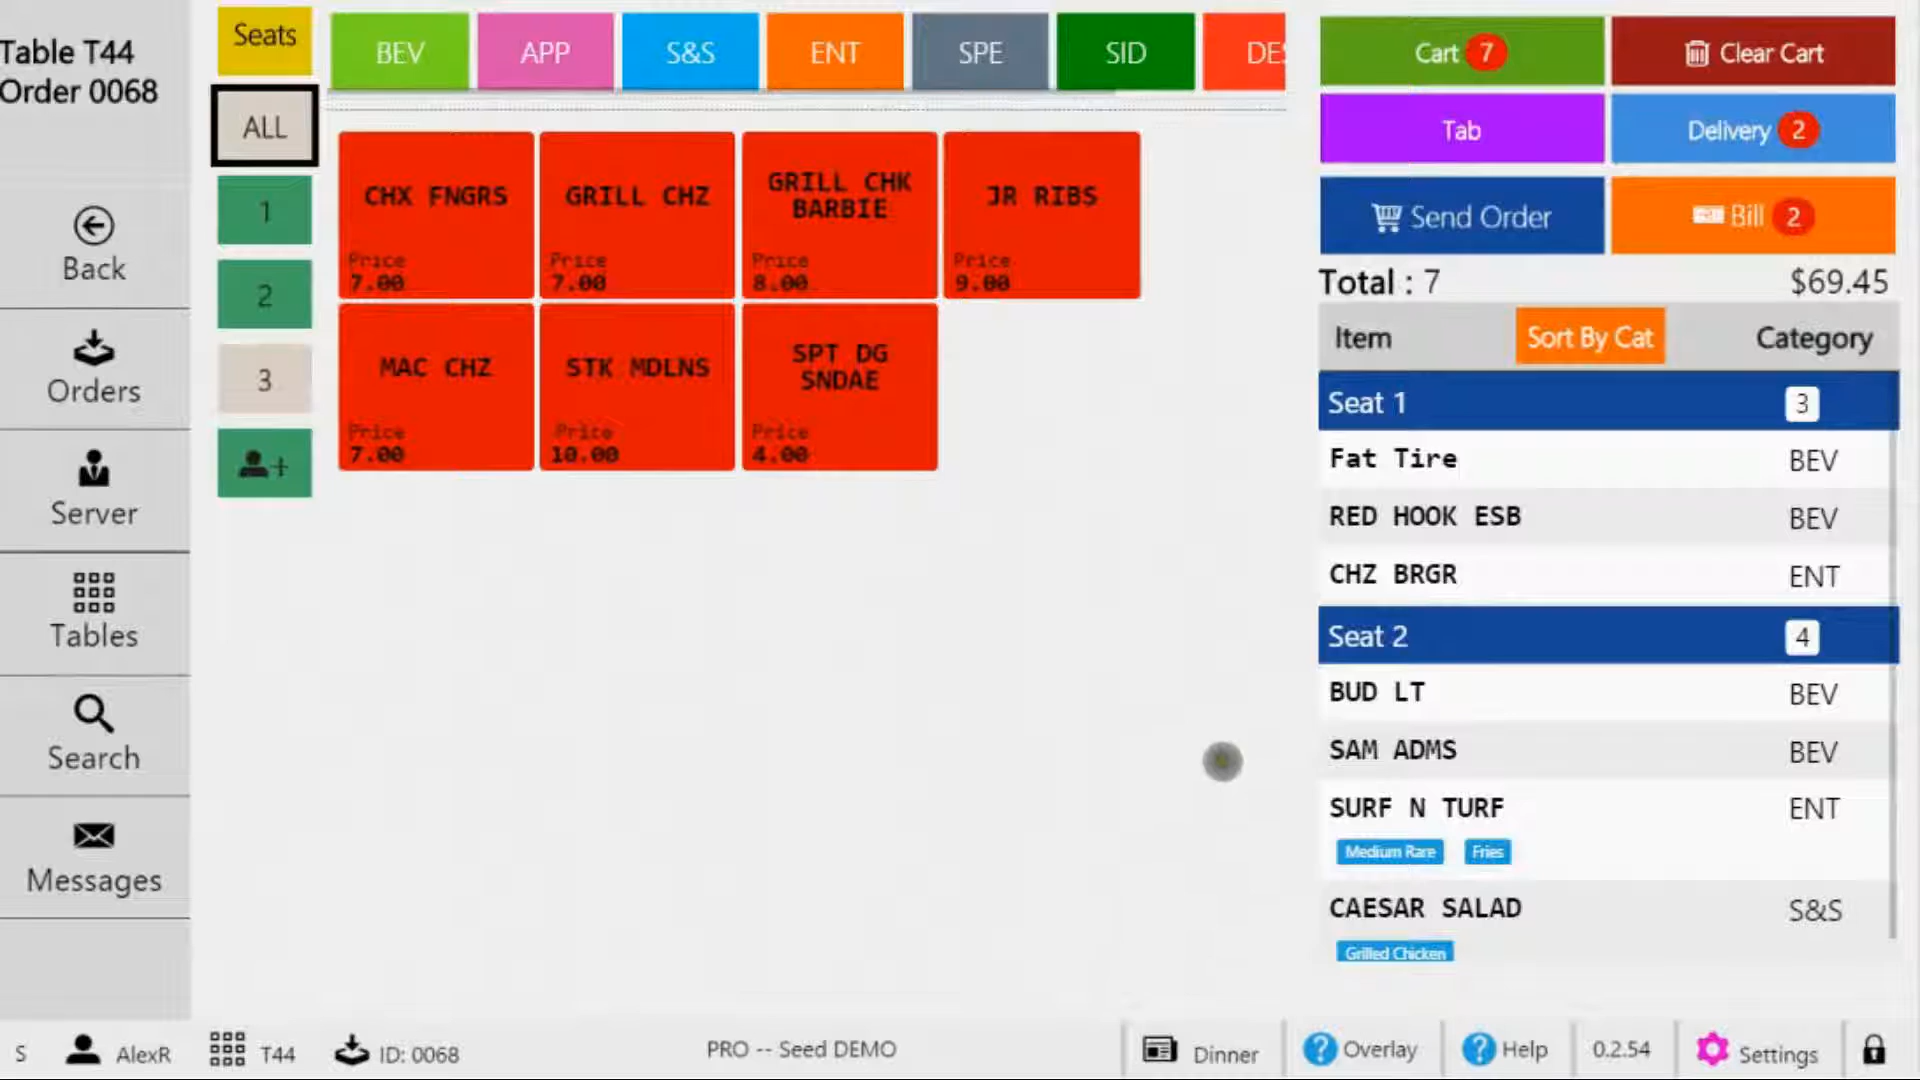 Table T44
Order 0068
Back
Orders
Server
Tables
Search
Messages
Seats
ALL
1
2
3
BEV
APP
S&S
ENT
SPE
SID
DES
CHX FNGRS
Price
7.00
GRILL CHZ
Price
7.00
GRILL CHK
BARBIE
Price
8.00
JR RIBS
Price
9.00
MAC CHZ
Price
7.00
STK MDLNS
Price
10.00
SPT DG
SNDAE
Price
4.00
Cart 7
Clear Cart
Tab
Delivery 2
Send Order
Bill 2
Total : 7 $69.45
Item Sort By Cat Category
Seat 1 3
Fat Tire BEV
RED HOOK ESB BEV
CHZ BRGR ENT
Seat 2 4
BUD LT BEV
SAM ADMS BEV
SURF N TURF ENT
Medium Rare Fries
CAESAR SALAD S&S
Grilled Chicken
S AlexR T44 ID: 0068 PRO -- Seed DEMO Dinner Overlay Help 0.2.54 Settings